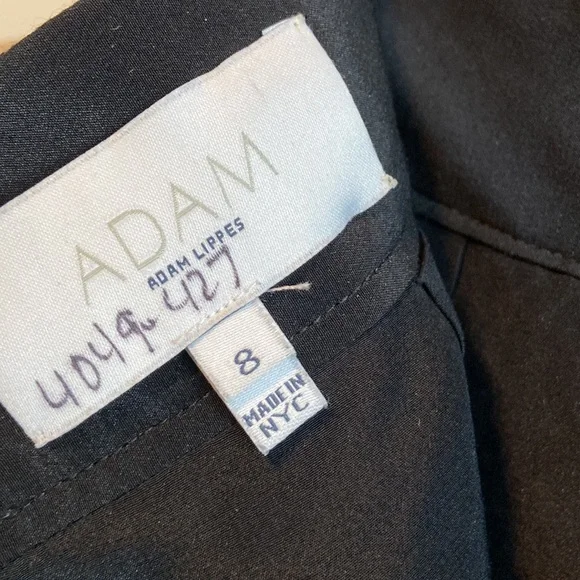 ADAM
ADAM LIPPES
4049-427
8
MADE IN
NYC